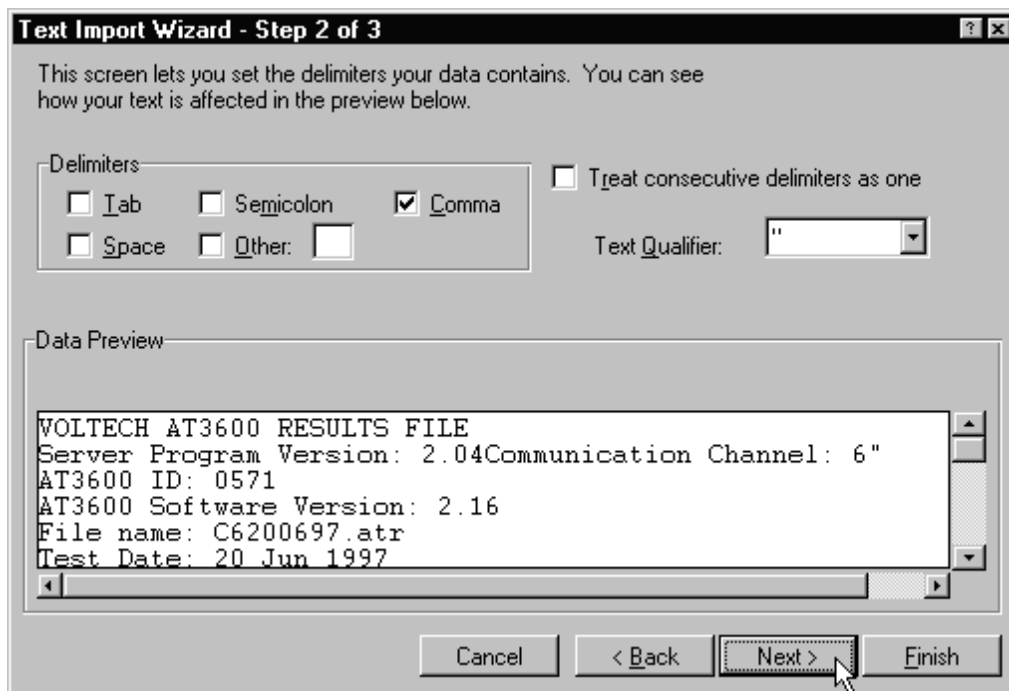 Text Import Wizard - Step 2 of 3
This screen lets you set the delimiters your data contains.  You can see
how your text is affected in the preview below.
Delimiters
Tab
Semicolon
Comma
Space
Other:
Treat consecutive delimiters as one
Text Qualifier:
"
Data Preview
VOLTECH AT3600 RESULTS FILE
Server Program Version: 2.04Communication Channel: 6"
AT3600 ID: 0571
AT3600 Software Version: 2.16
File name: C6200697.atr
Test Date: 20 Jun 1997
Cancel
< Back
Next >
Finish